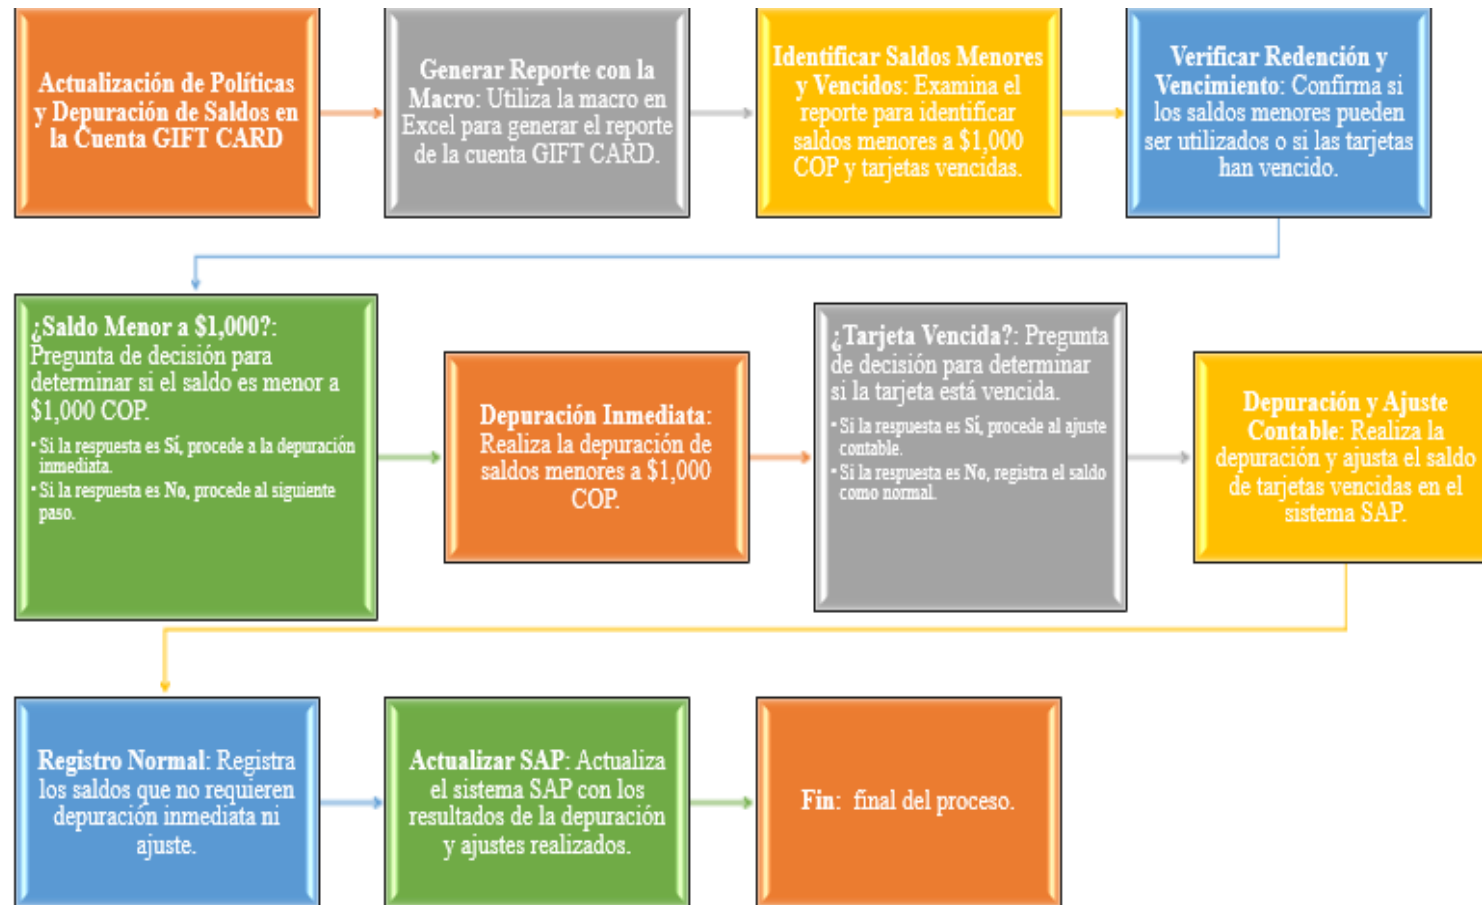 Actualización de Políticas
y Depuración de Saldos en
la Cuenta GIFT CARD
Generar Reporte con la
Macro: Utiliza la macro en
Excel para generar el reporte
de la cuenta GIFT CARD.
Identificar Saldos Menores
y Vencidos: Examina el
reporte para identificar
saldos menores a $1,000
COP y tarjetas vencidas.
Verificar Redención y
Vencimiento: Confirma si
los saldos menores pueden
ser utilizados o si las tarjetas
han vencido.
¿Saldo Menor a $1,000?:
Pregunta de decisión para
determinar si el saldo es menor a
$1,000 COP.
• Si la respuesta es Sí, procede a la depuración
inmediata.
• Si la respuesta es No, procede al siguiente
paso.
Depuración Inmediata:
Realiza la depuración de
saldos menores a $1,000
COP.
¿Tarjeta Vencida?: Pregunta
de decisión para determinar
si la tarjeta está vencida.
• Si la respuesta es Sí, procede al ajuste
contable.
• Si la respuesta es No, registra el saldo
como normal.
Depuración y Ajuste
Contable: Realiza la
depuración y ajusta el saldo
de tarjetas vencidas en el
sistema SAP.
Registro Normal: Registra
los saldos que no requieren
depuración inmediata ni
ajuste.
Actualizar SAP: Actualiza
el sistema SAP con los
resultados de la depuración
y ajustes realizados.
Fin: final del proceso.